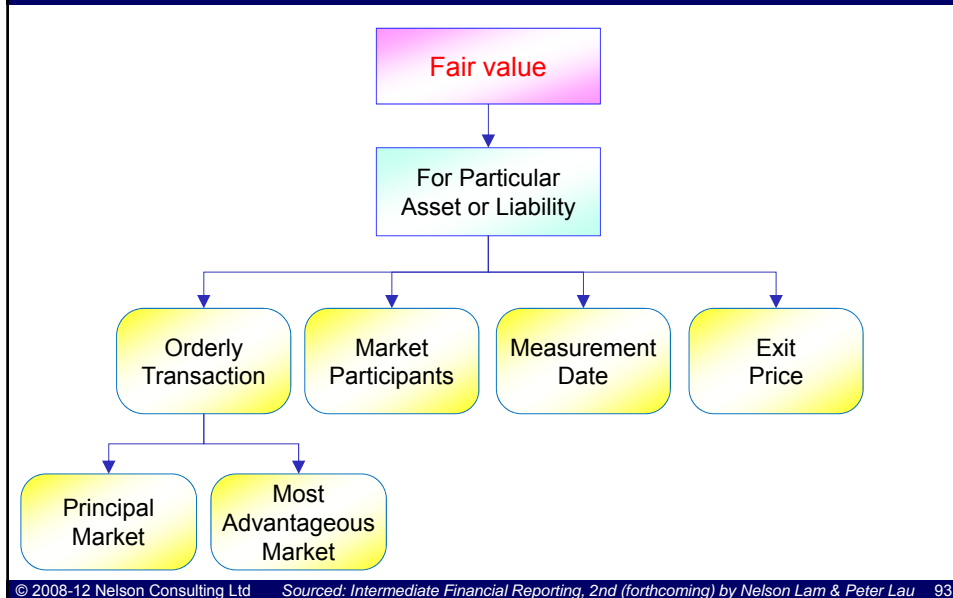 Fair value
For Particular
Asset or Liability
Orderly
Transaction
Market
Participants
Measurement
Date
Exit
Price
Principal
Market
Most
Advantageous
Market
© 2008-12 Nelson Consulting Ltd Sourced: Intermediate Financial Reporting, 2nd (forthcoming) by Nelson Lam & Peter Lau 93